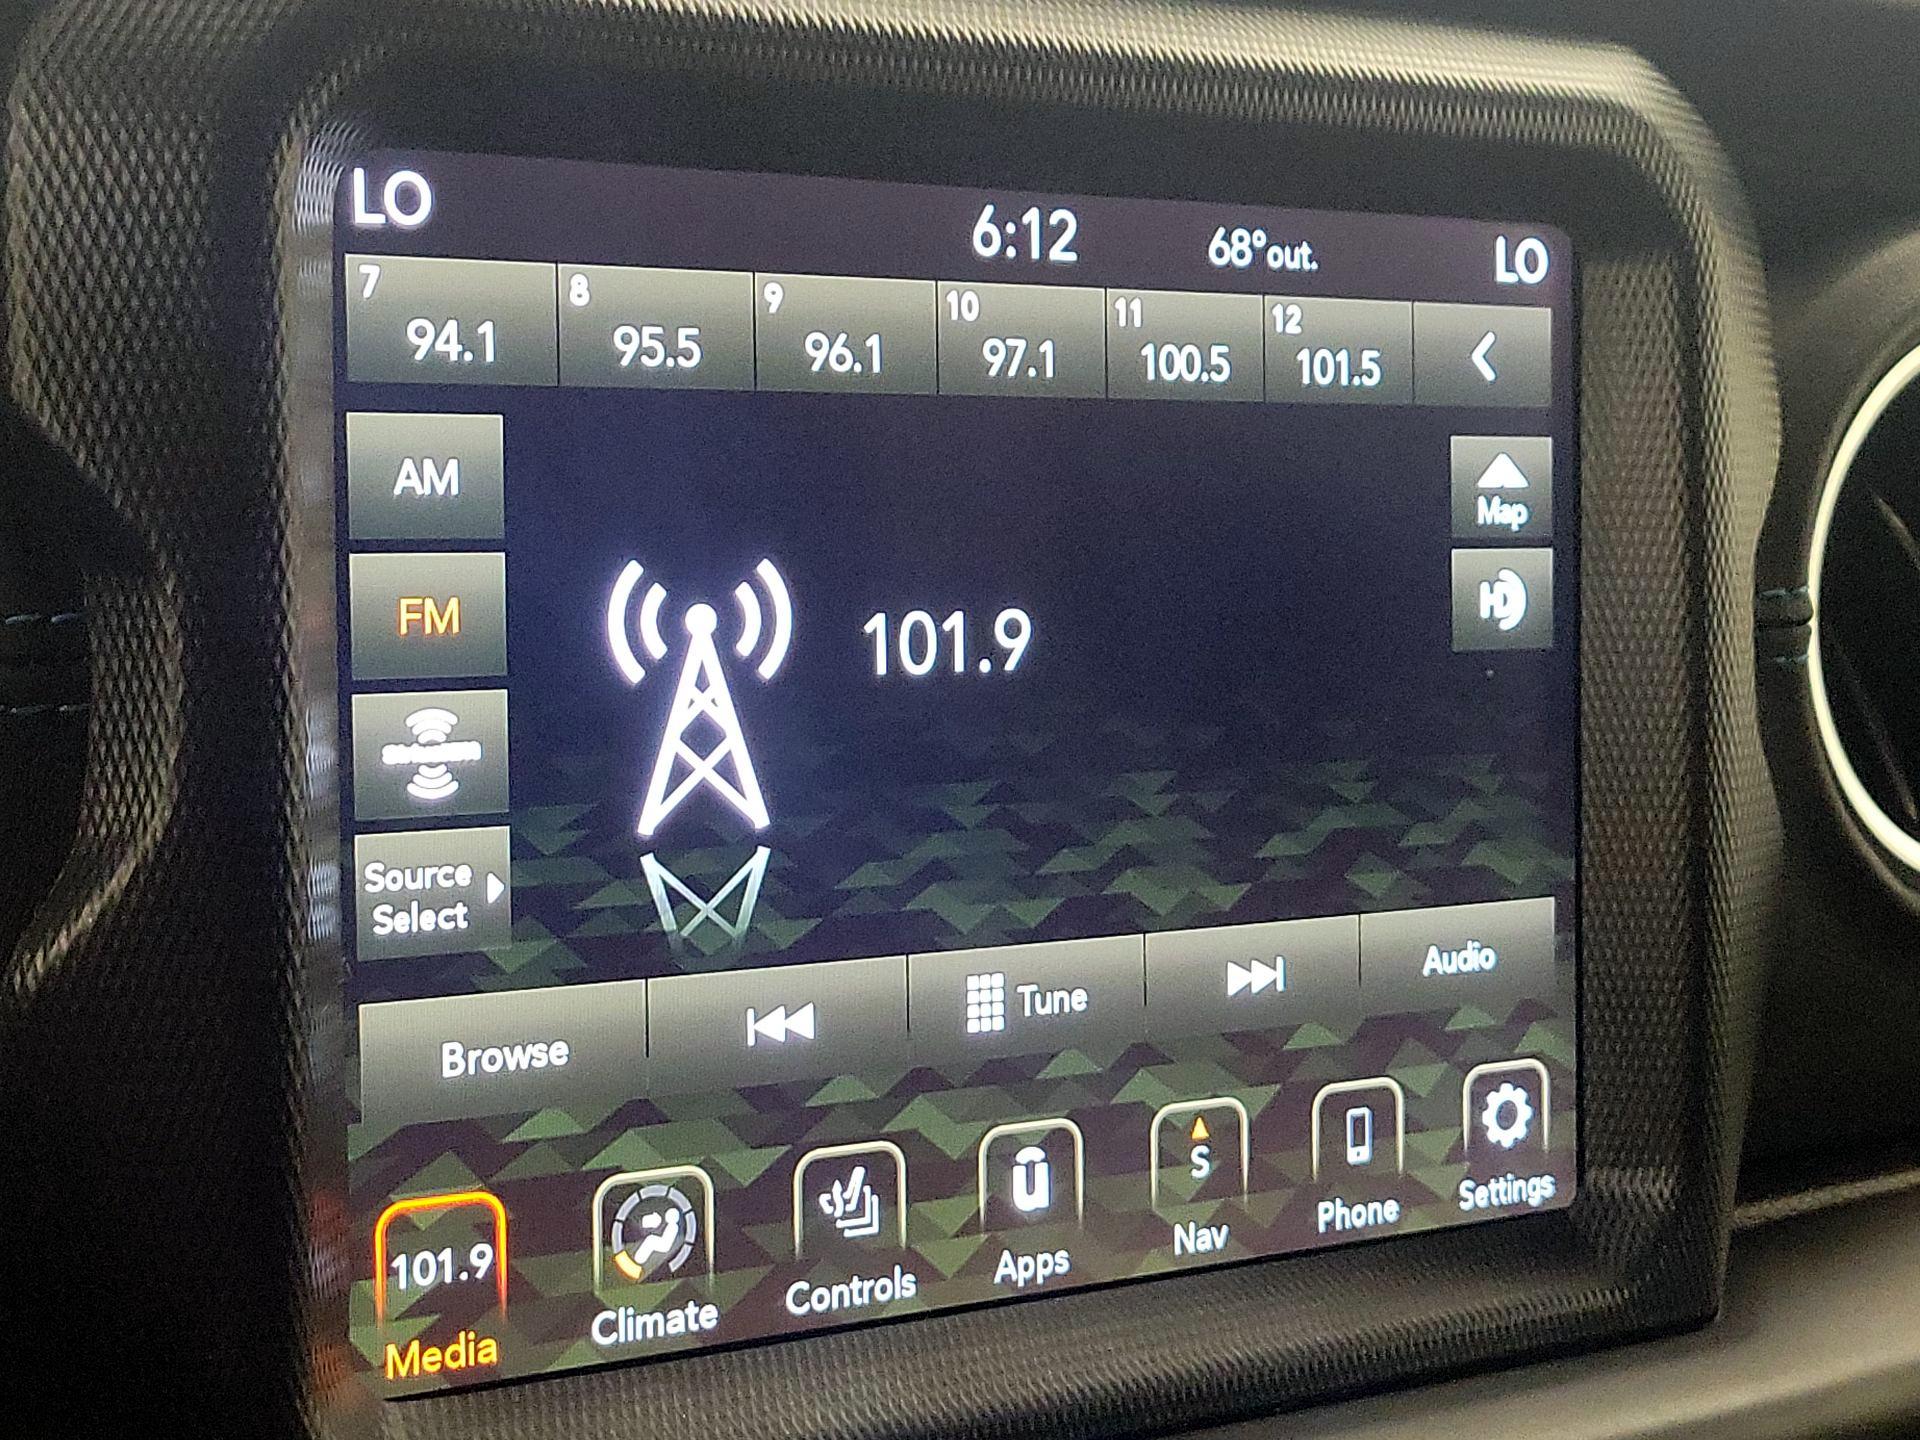 LO 6:12 68°out. LO
7 8 9 10 11 12
94.1 95.5 96.1 97.1 100.5 101.5
AM
Map
FM
HD
101.9
SiriusXM
Source
Select
Browse Tune Audio
101.9 S
Media Climate Controls Apps Nav Phone Settings